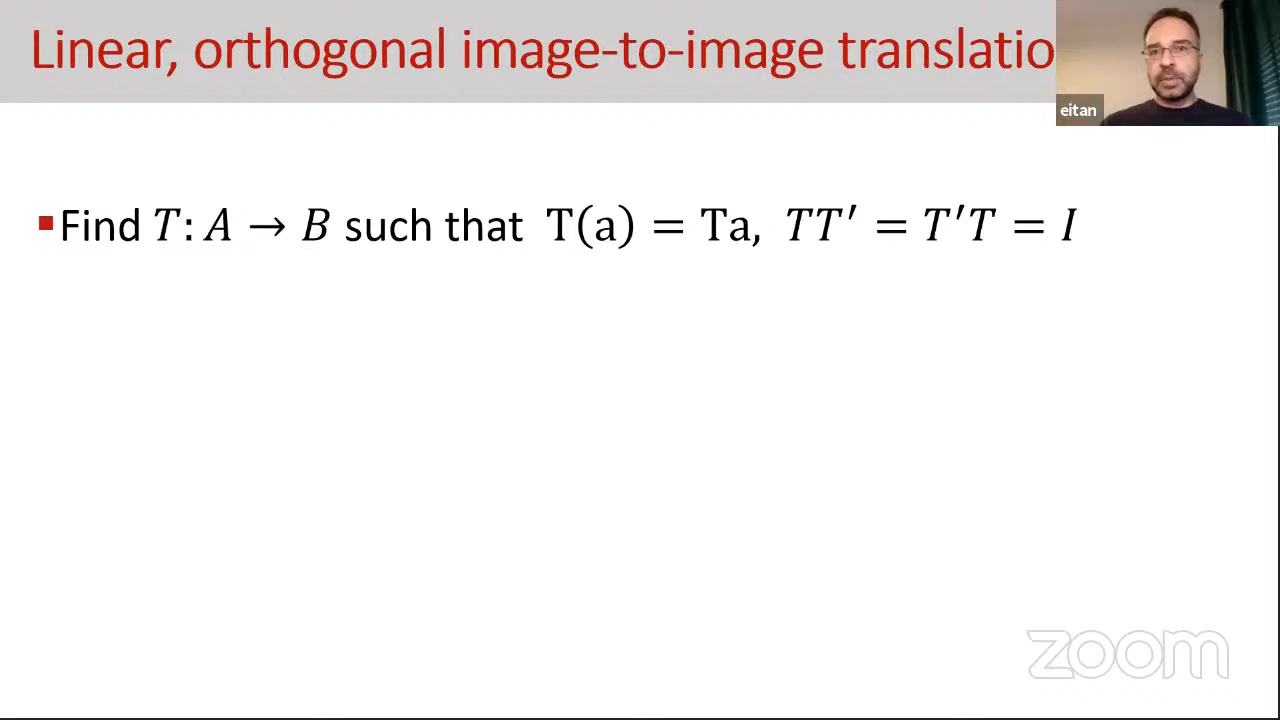 Linear, orthogonal image-to-image translatio
eitan
Find T: A → B such that T(a) = Ta, TT′ = T′T = I
zoom